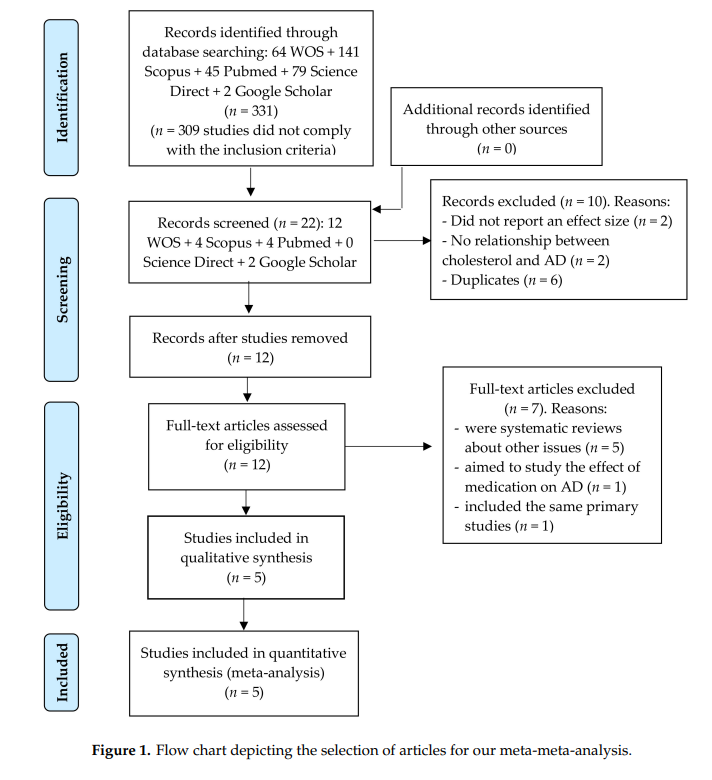 Identification
Records identified through
database searching: 64 WOS + 141
Scopus + 45 Pubmed + 79 Science
Direct + 2 Google Scholar
(n = 331)
(n = 309 studies did not comply
with the inclusion criteria)
Additional records identified
through other sources
(n = 0)
Screening
Records screened (n = 22): 12
WOS + 4 Scopus + 4 Pubmed + 0
Science Direct + 2 Google Scholar
Records excluded (n = 10). Reasons:
- Did not report an effect size (n = 2)
- No relationship between
cholesterol and AD (n = 2)
- Duplicates (n = 6)
Records after studies removed
(n = 12)
Eligibility
Full-text articles assessed
for eligibility
(n = 12)
Full-text articles excluded
(n = 7). Reasons:
- were systematic reviews
about other issues (n = 5)
- aimed to study the effect of
medication on AD (n = 1)
- included the same primary
studies (n = 1)
Studies included in
qualitative synthesis
(n = 5)
Included
Studies included in quantitative
synthesis (meta-analysis)
(n = 5)
Figure 1. Flow chart depicting the selection of articles for our meta-meta-analysis.